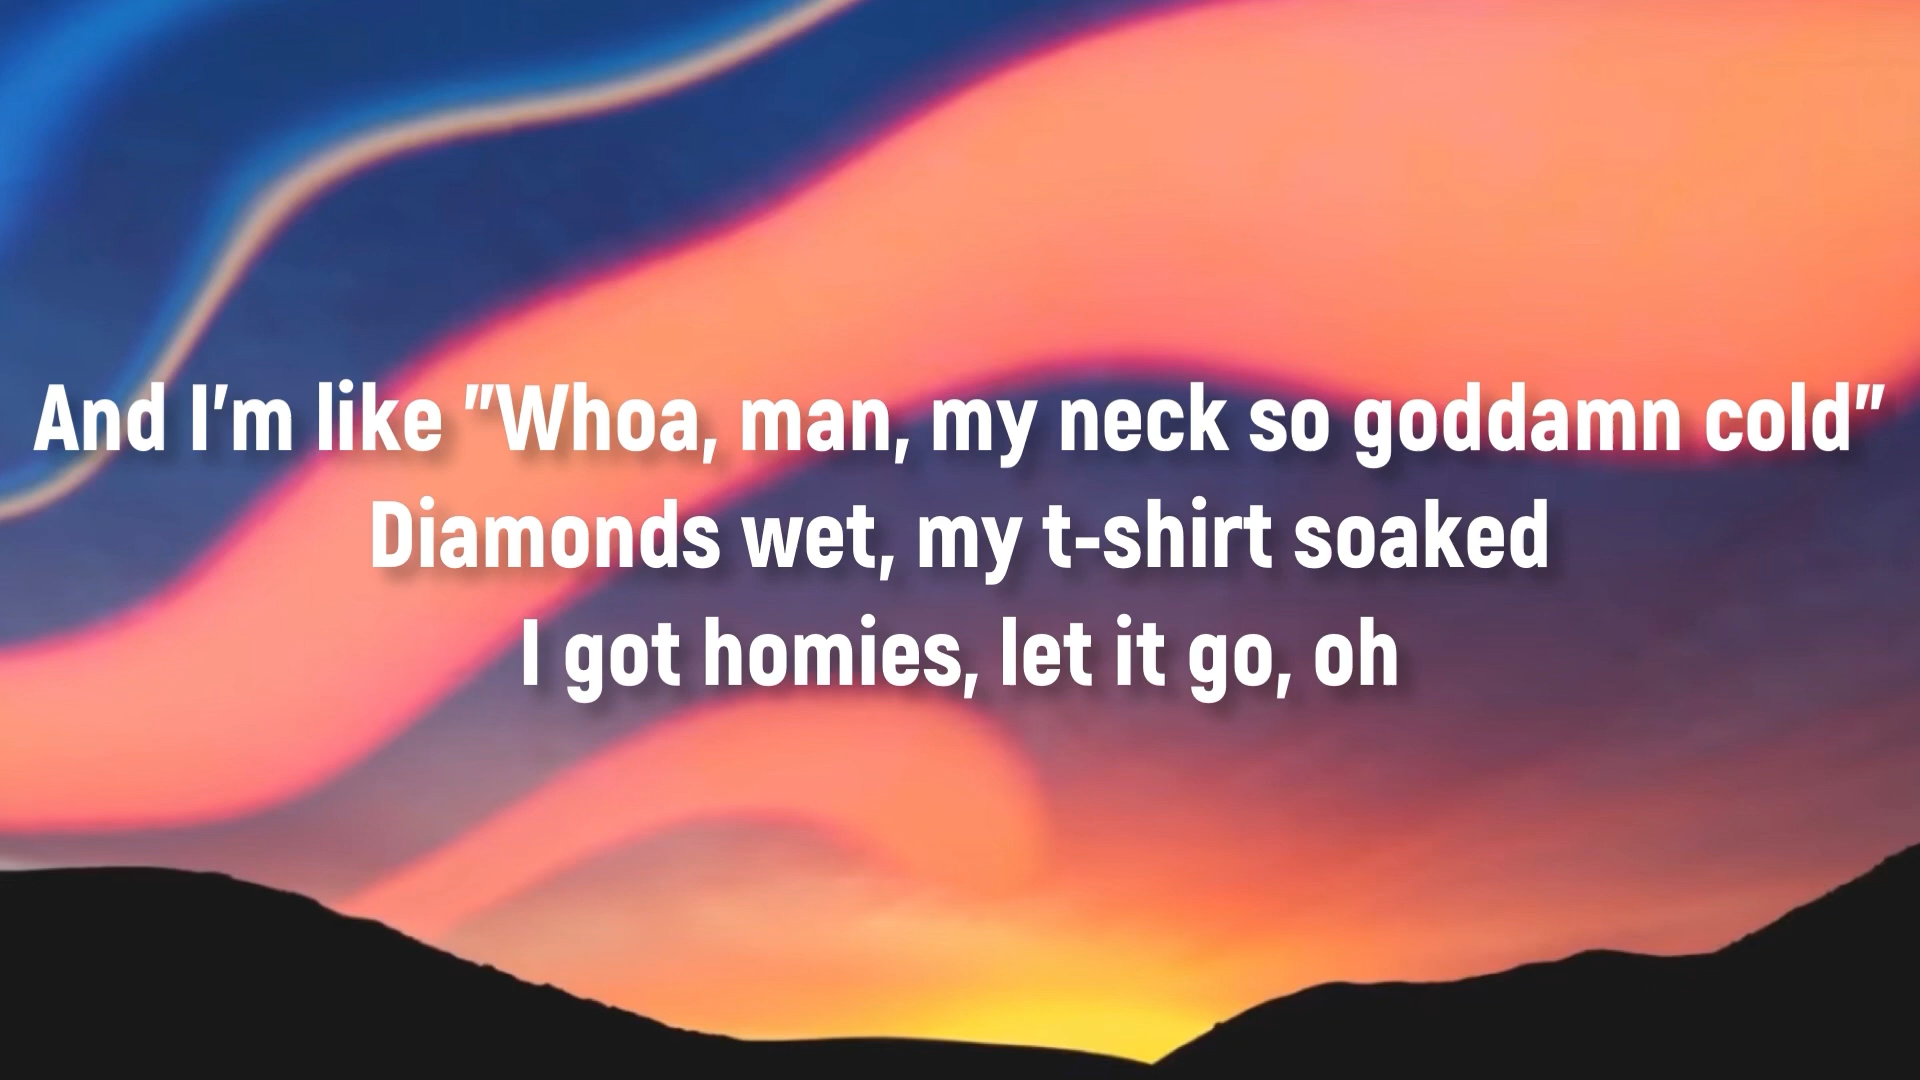 And I'm like "Whoa, man, my neck so goddamn cold"
Diamonds wet, my t-shirt soaked
I got homies, let it go, oh